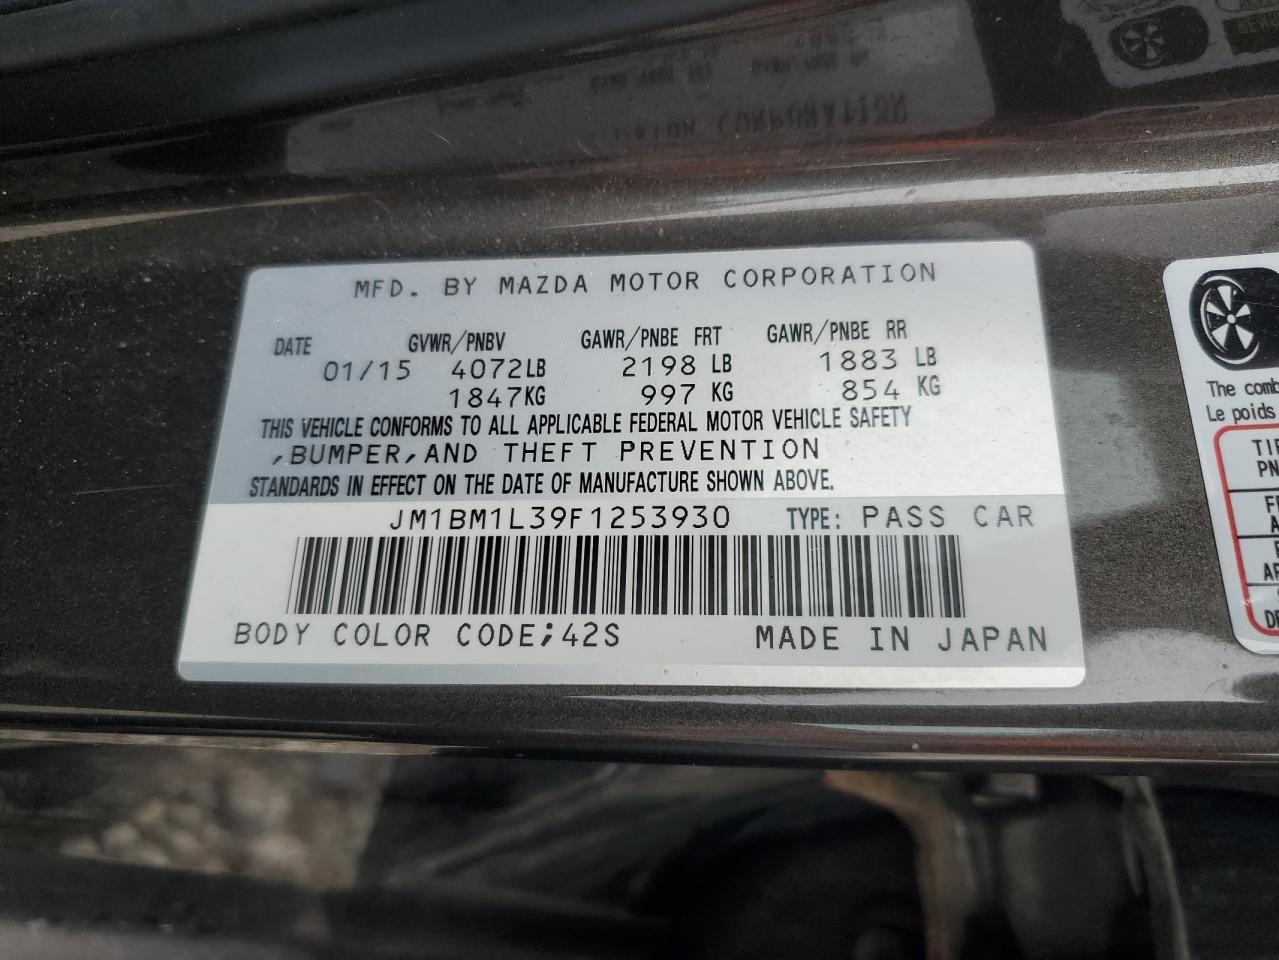 MFD. BY MAZDA MOTOR CORPORATION
DATE GVWR/PNBV GAWR/PNBE FRT GAWR/PNBE RR
01/15 4072LB 2198 LB 1883 LB
1847KG 997 KG 854 KG
THIS VEHICLE CONFORMS TO ALL APPLICABLE FEDERAL MOTOR VEHICLE SAFETY
,BUMPER,AND THEFT PREVENTION
STANDARDS IN EFFECT ON THE DATE OF MANUFACTURE SHOWN ABOVE.
JM1BM1L39F1253930 TYPE: PASS CAR
BODY COLOR CODE;42S MADE IN JAPAN
The
Le poids